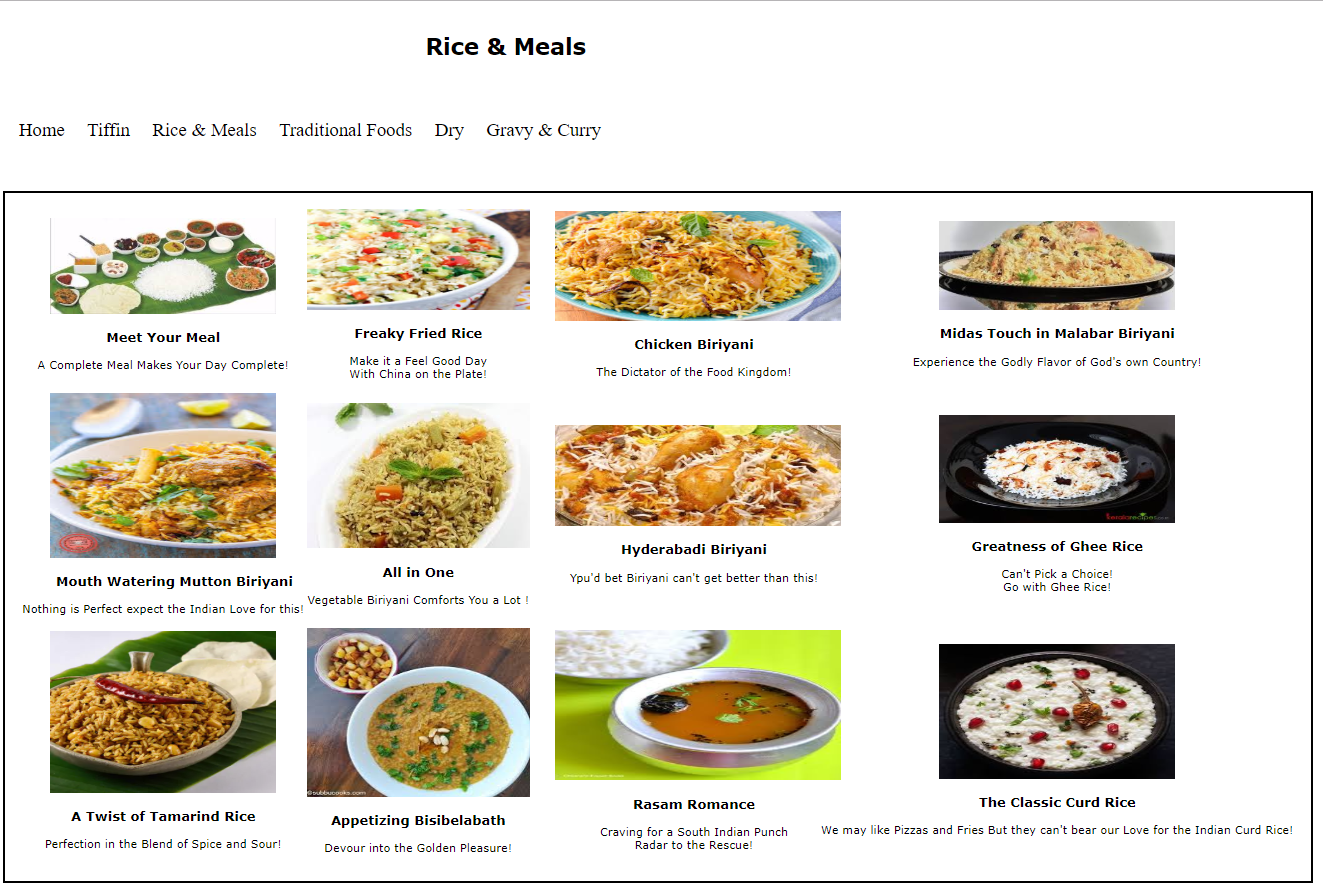 Rice & Meals
Home Tiffin Rice & Meals Traditional Foods Dry Gravy & Curry
Meet Your Meal
A Complete Meal Makes Your Day Complete!
Freaky Fried Rice
Make it a Feel Good Day
With China on the Plate!
Chicken Biriyani
The Dictator of the Food Kingdom!
Midas Touch in Malabar Biriyani
Experience the Godly Flavor of God's own Country!
Mouth Watering Mutton Biriyani
Nothing is Perfect expect the Indian Love for this!
All in One
Vegetable Biriyani Comforts You a Lot !
Hyderabadi Biriyani
Ypu'd bet Biriyani can't get better than this!
Greatness of Ghee Rice
Can't Pick a Choice!
Go with Ghee Rice!
A Twist of Tamarind Rice
Perfection in the Blend of Spice and Sour!
©subbucooks.com
Appetizing Bisibelabath
Devour into the Golden Pleasure!
Rasam Romance
Craving for a South Indian Punch
Radar to the Rescue!
The Classic Curd Rice
We may like Pizzas and Fries But they can't bear our Love for the Indian Curd Rice!